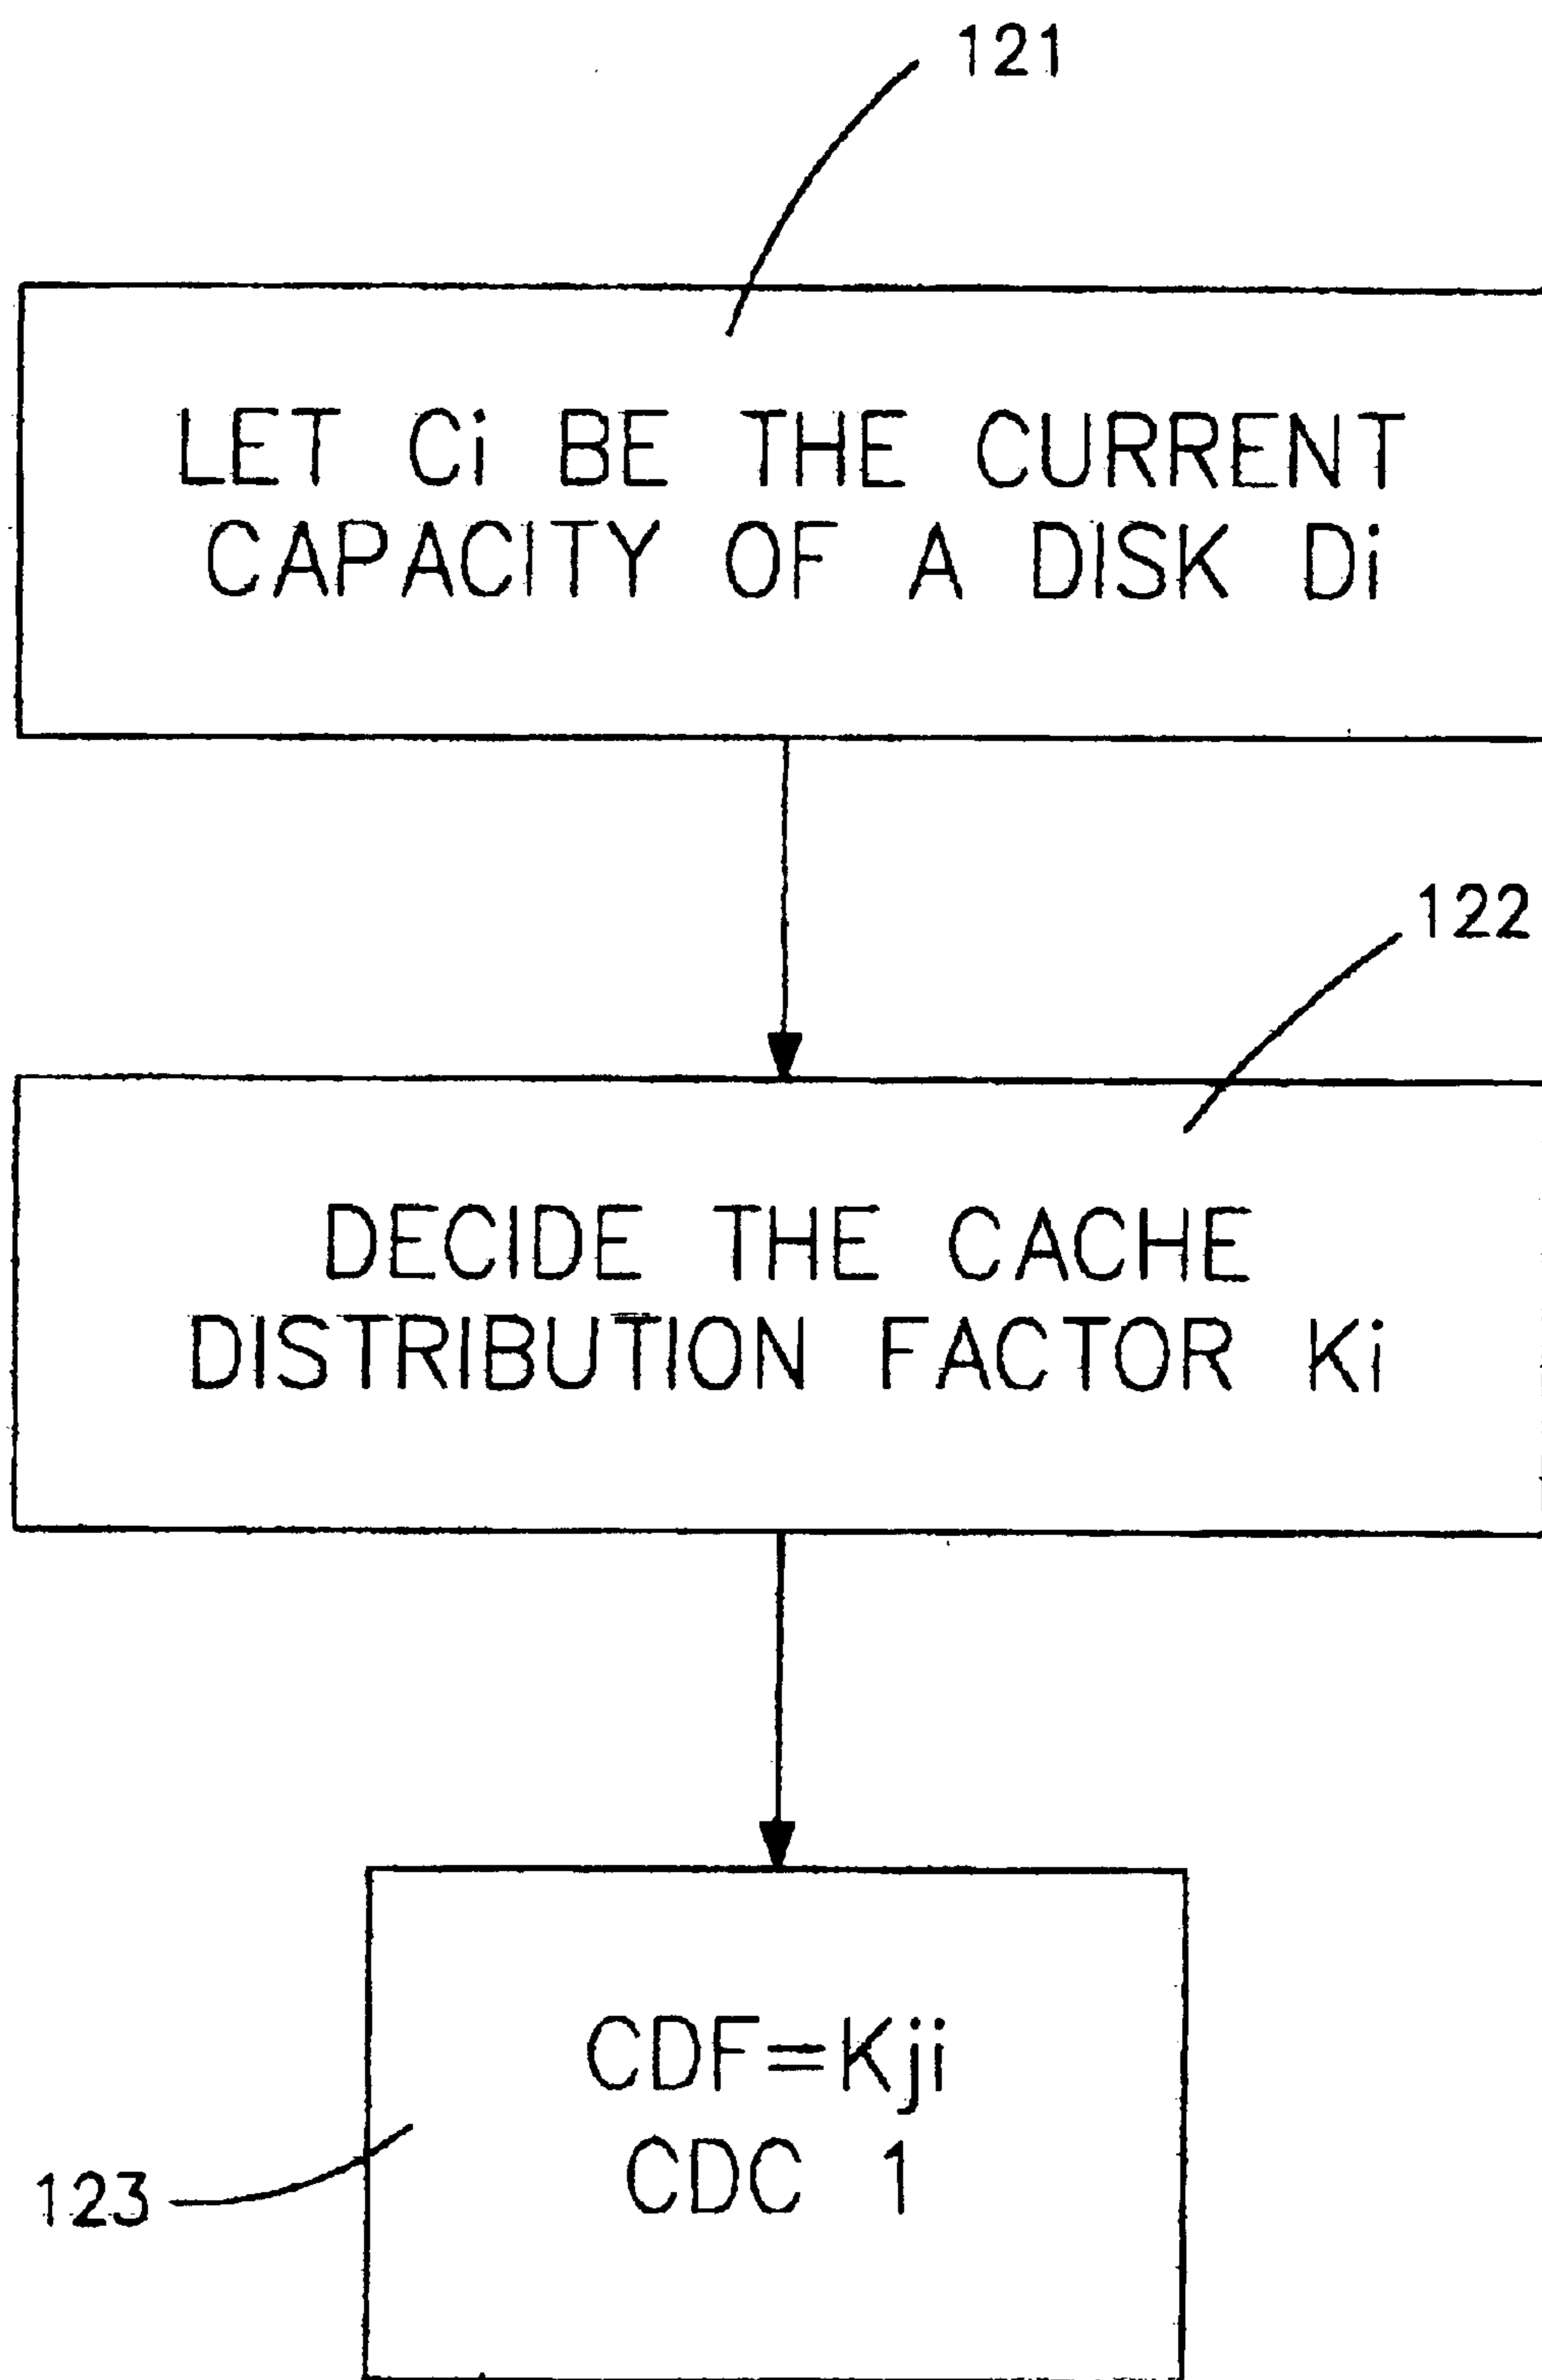 121
LET Ci BE THE CURRENT
CAPACITY OF A DISK Di
122
DECIDE THE CACHE
DISTRIBUTION FACTOR Ki
CDF=Kji
CDC 1
123